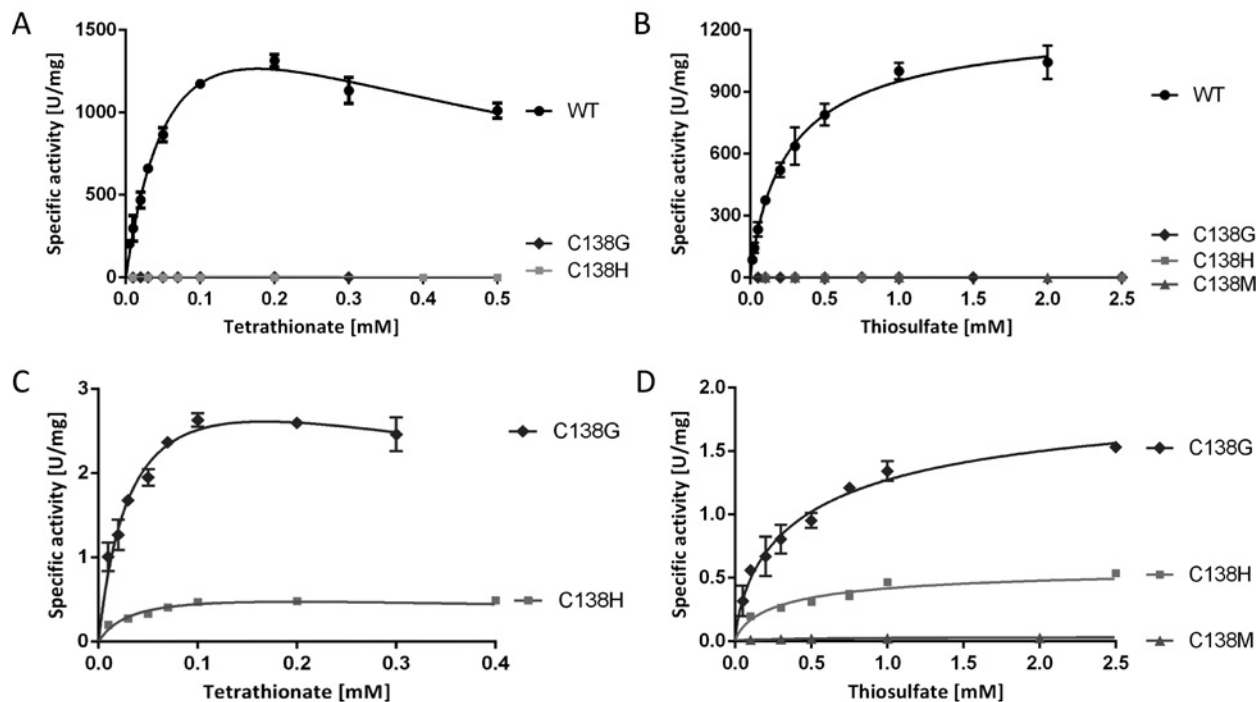 A
Specific activity [U/mg]
1500
1000
500
0
0.0 0.1 0.2 0.3 0.4 0.5
Tetrathionate [mM]
WT
C138G
C138H
B
Specific activity [U/mg]
1200
900
600
300
0
0.0 0.5 1.0 1.5 2.0 2.5
Thiosulfate [mM]
WT
C138G
C138H
C138M
C
Specific activity [U/mg]
3
2
1
0
0.0 0.1 0.2 0.3 0.4
Tetrathionate [mM]
C138G
C138H
D
Specific activity [U/mg]
2.0
1.5
1.0
0.5
0.0
0.0 0.5 1.0 1.5 2.0 2.5
Thiosulfate [mM]
C138G
C138H
C138M